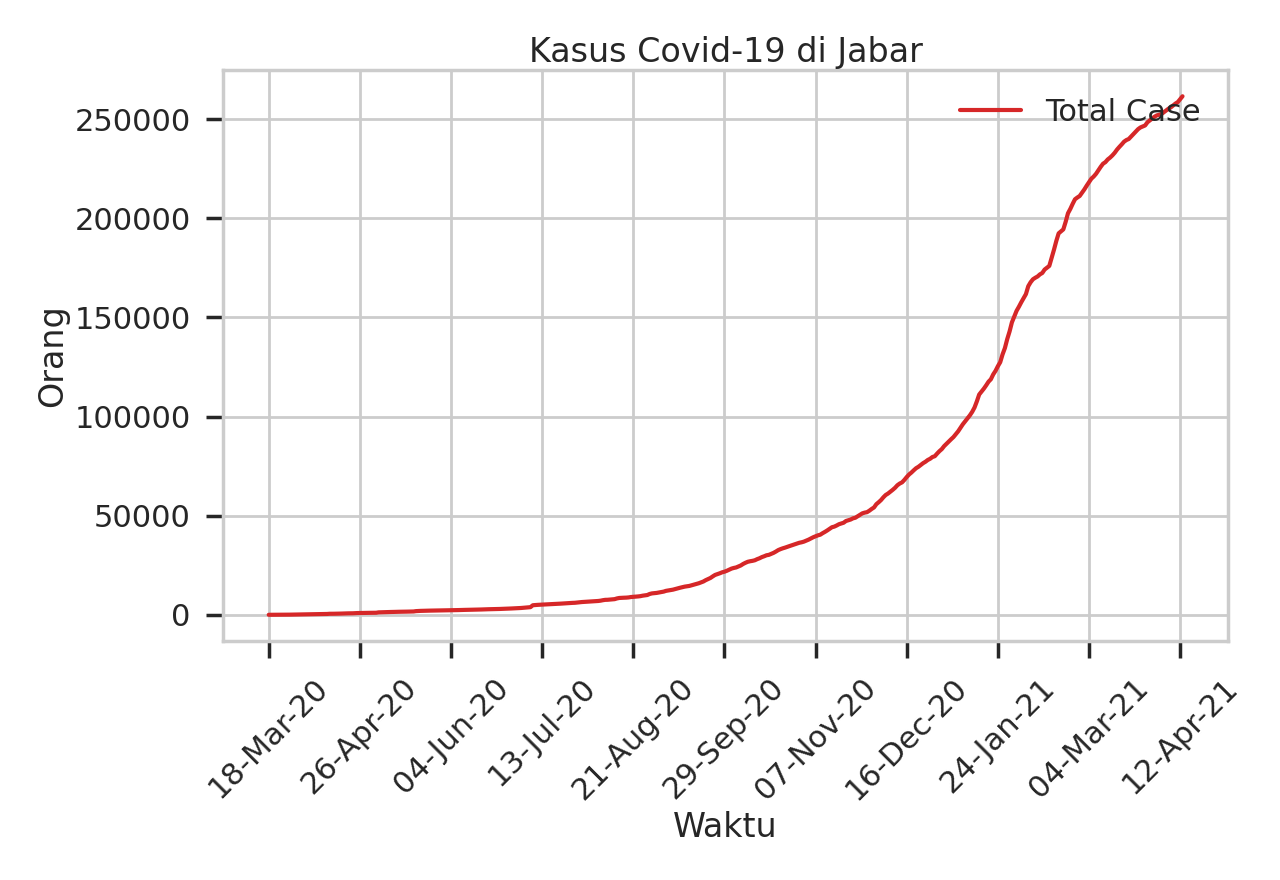 Kasus Covid-19 di Jabar
Total Case
Orang
250000
200000
150000
100000
50000
0
18-Mar-20
26-Apr-20
04-Jun-20
13-Jul-20
21-Aug-20
29-Sep-20
07-Nov-20
16-Dec-20
24-Jan-21
04-Mar-21
12-Apr-21
Waktu